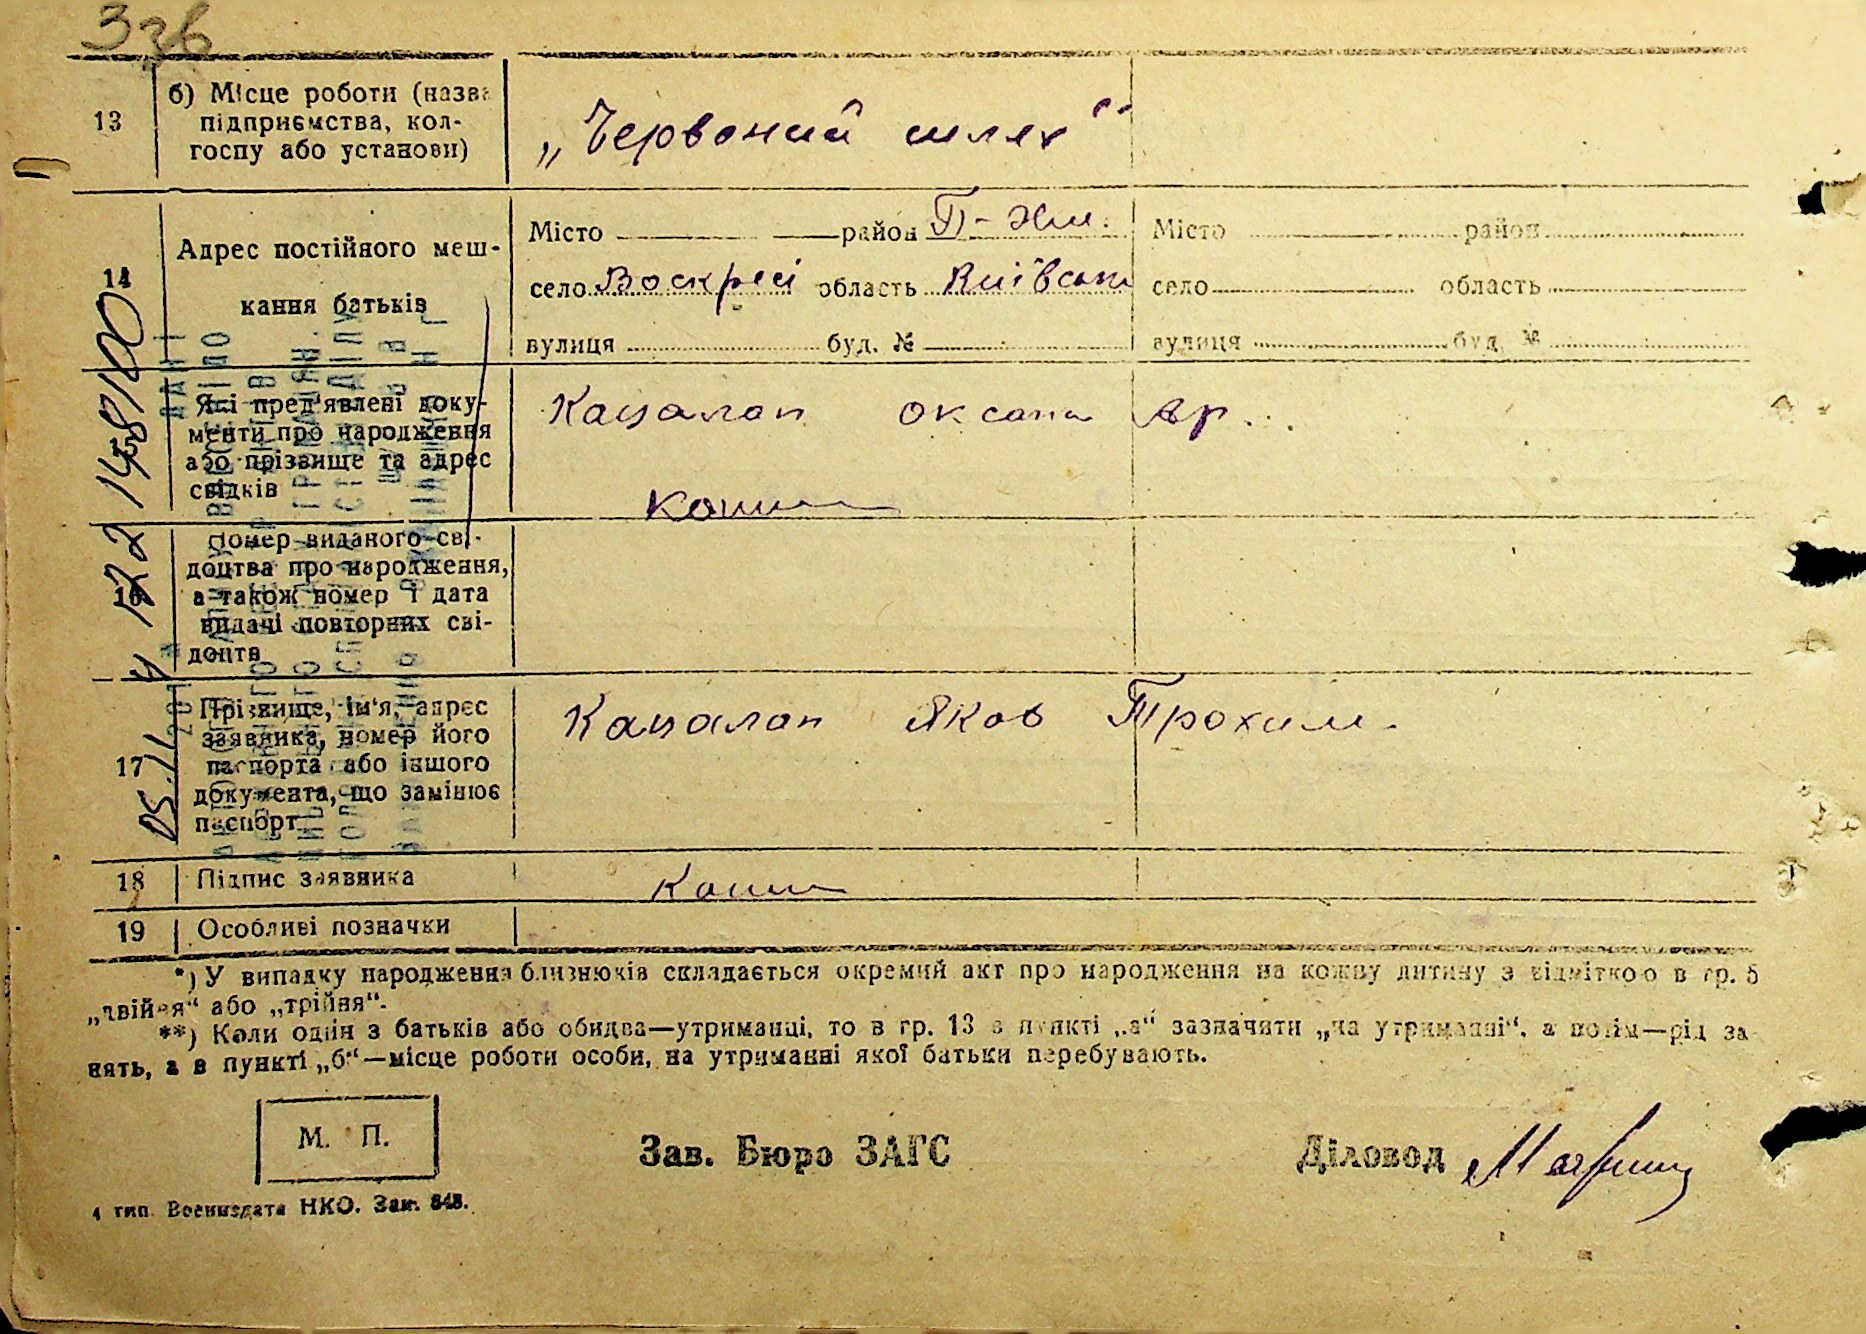 326
13 б) Місце роботи (назва
підприємства, кол-
госпу або установи)
„Червоний шлях“
14 Адрес постійного меш-
кання батьків
Місто район П-Хм.
село Воскресі область Київськ
вулиця буд. №
Місто район
село область
вулиця буд. №
Які пред'явлені доку-
менти про народження
або прізвище та адрес
свідків
Кацалап Оксана Ар.
16 Номер виданого сві-
доцтва про народження,
а також номер і дата
видачі повторних сві-
доцтв
17 Прізвище, ім'я, адрес
заявника, номер його
паспорта або іншого
документа, що замінює
паспорт
Кацалап Яков Трохим.
18 Підпис заявника
19 Особливі позначки
*) У випадку народження близнюків складається окремий акт про народження на кожну дитину з відміткою в гр. 5
„двійня“ або „трійня“.
**) Коли один з батьків або обидва—утриманці, то в гр. 13 в пункті „а“ зазначити „на утриманні“, а потім—рід за-
нять, а в пункті „б“—місце роботи особи, на утриманні якої батьки перебувають.
М. П.
Зав. Бюро ЗАГС
Діловод
4 тип. Воениздата НКО. Зак. 848.